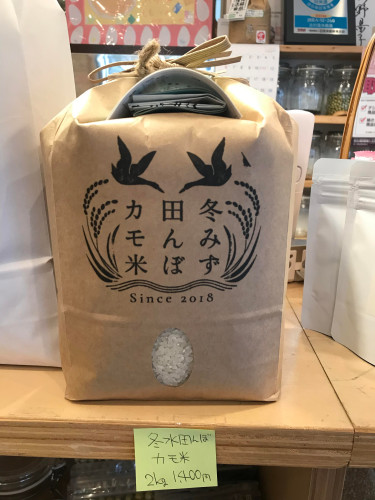 冬みず
田んぼ
カモ米
Since 2018
冬水田んぼ
カモ米
2kg 1400円